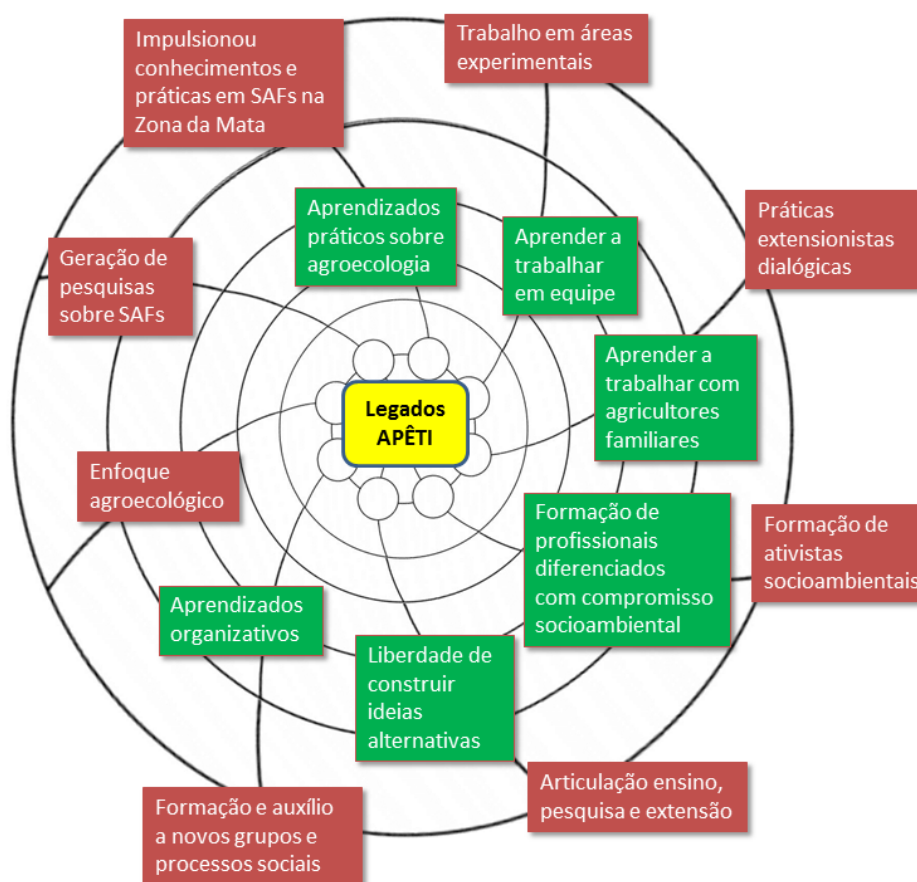 Impulsionou
conhecimentos e
práticas em SAFs na
Zona da Mata
Trabalho em áreas
experimentais
Aprendizados
práticos sobre
agroecologia
Aprender a
trabalhar
em equipe
Práticas
extensionistas
dialógicas
Geração de
pesquisas
sobre SAFs
Aprender a
trabalhar com
agricultores
familiares
Legados
APÊTI
Enfoque
agroecológico
Formação de
profissionais
diferenciados
com compromisso
socioambiental
Formação de
ativistas
socioambientais
Aprendizados
organizativos
Liberdade de
construir
ideias
alternativas
Articulação ensino,
pesquisa e extensão
Formação e auxílio
a novos grupos e
processos sociais